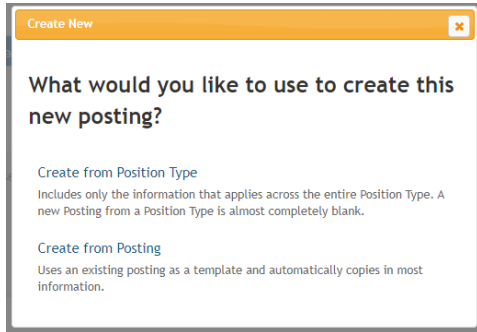 Create New
What would you like to use to create this
new posting?
Create from Position Type
Includes only the information that applies across the entire Position Type. A
new Posting from a Position Type is almost completely blank.
Create from Posting
Uses an existing posting as a template and automatically copies in most
information.